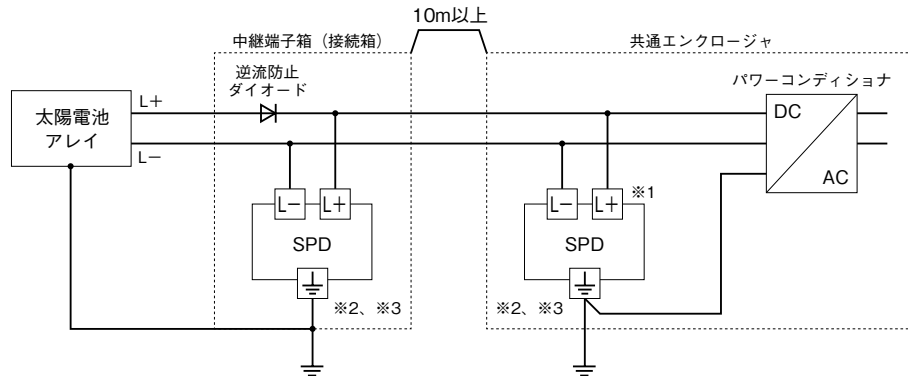 10m以上
中継端子箱（接続箱）
共通エンクロージャ
逆流防止
ダイオード
パワーコンディショナ
太陽電池
アレイ
L+
L−
DC
AC
L−
L+
SPD
※2、※3
L−
L+
※1
SPD
※2、※3